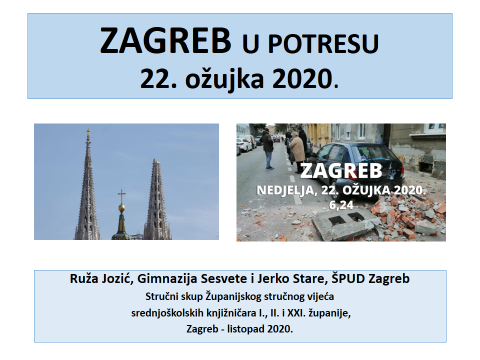 ZAGREB U POTRESU
22. ožujka 2020.
ZAGREB
NEDJELJA, 22. OŽUJKA 2020.
6,24
Ruža Jozić, Gimnazija Sesvete i Jerko Stare, ŠPUD Zagreb
Stručni skup Županijskog stručnog vijeća
srednjoškolskih knjižničara I., II. i XXI. županije,
Zagreb - listopad 2020.